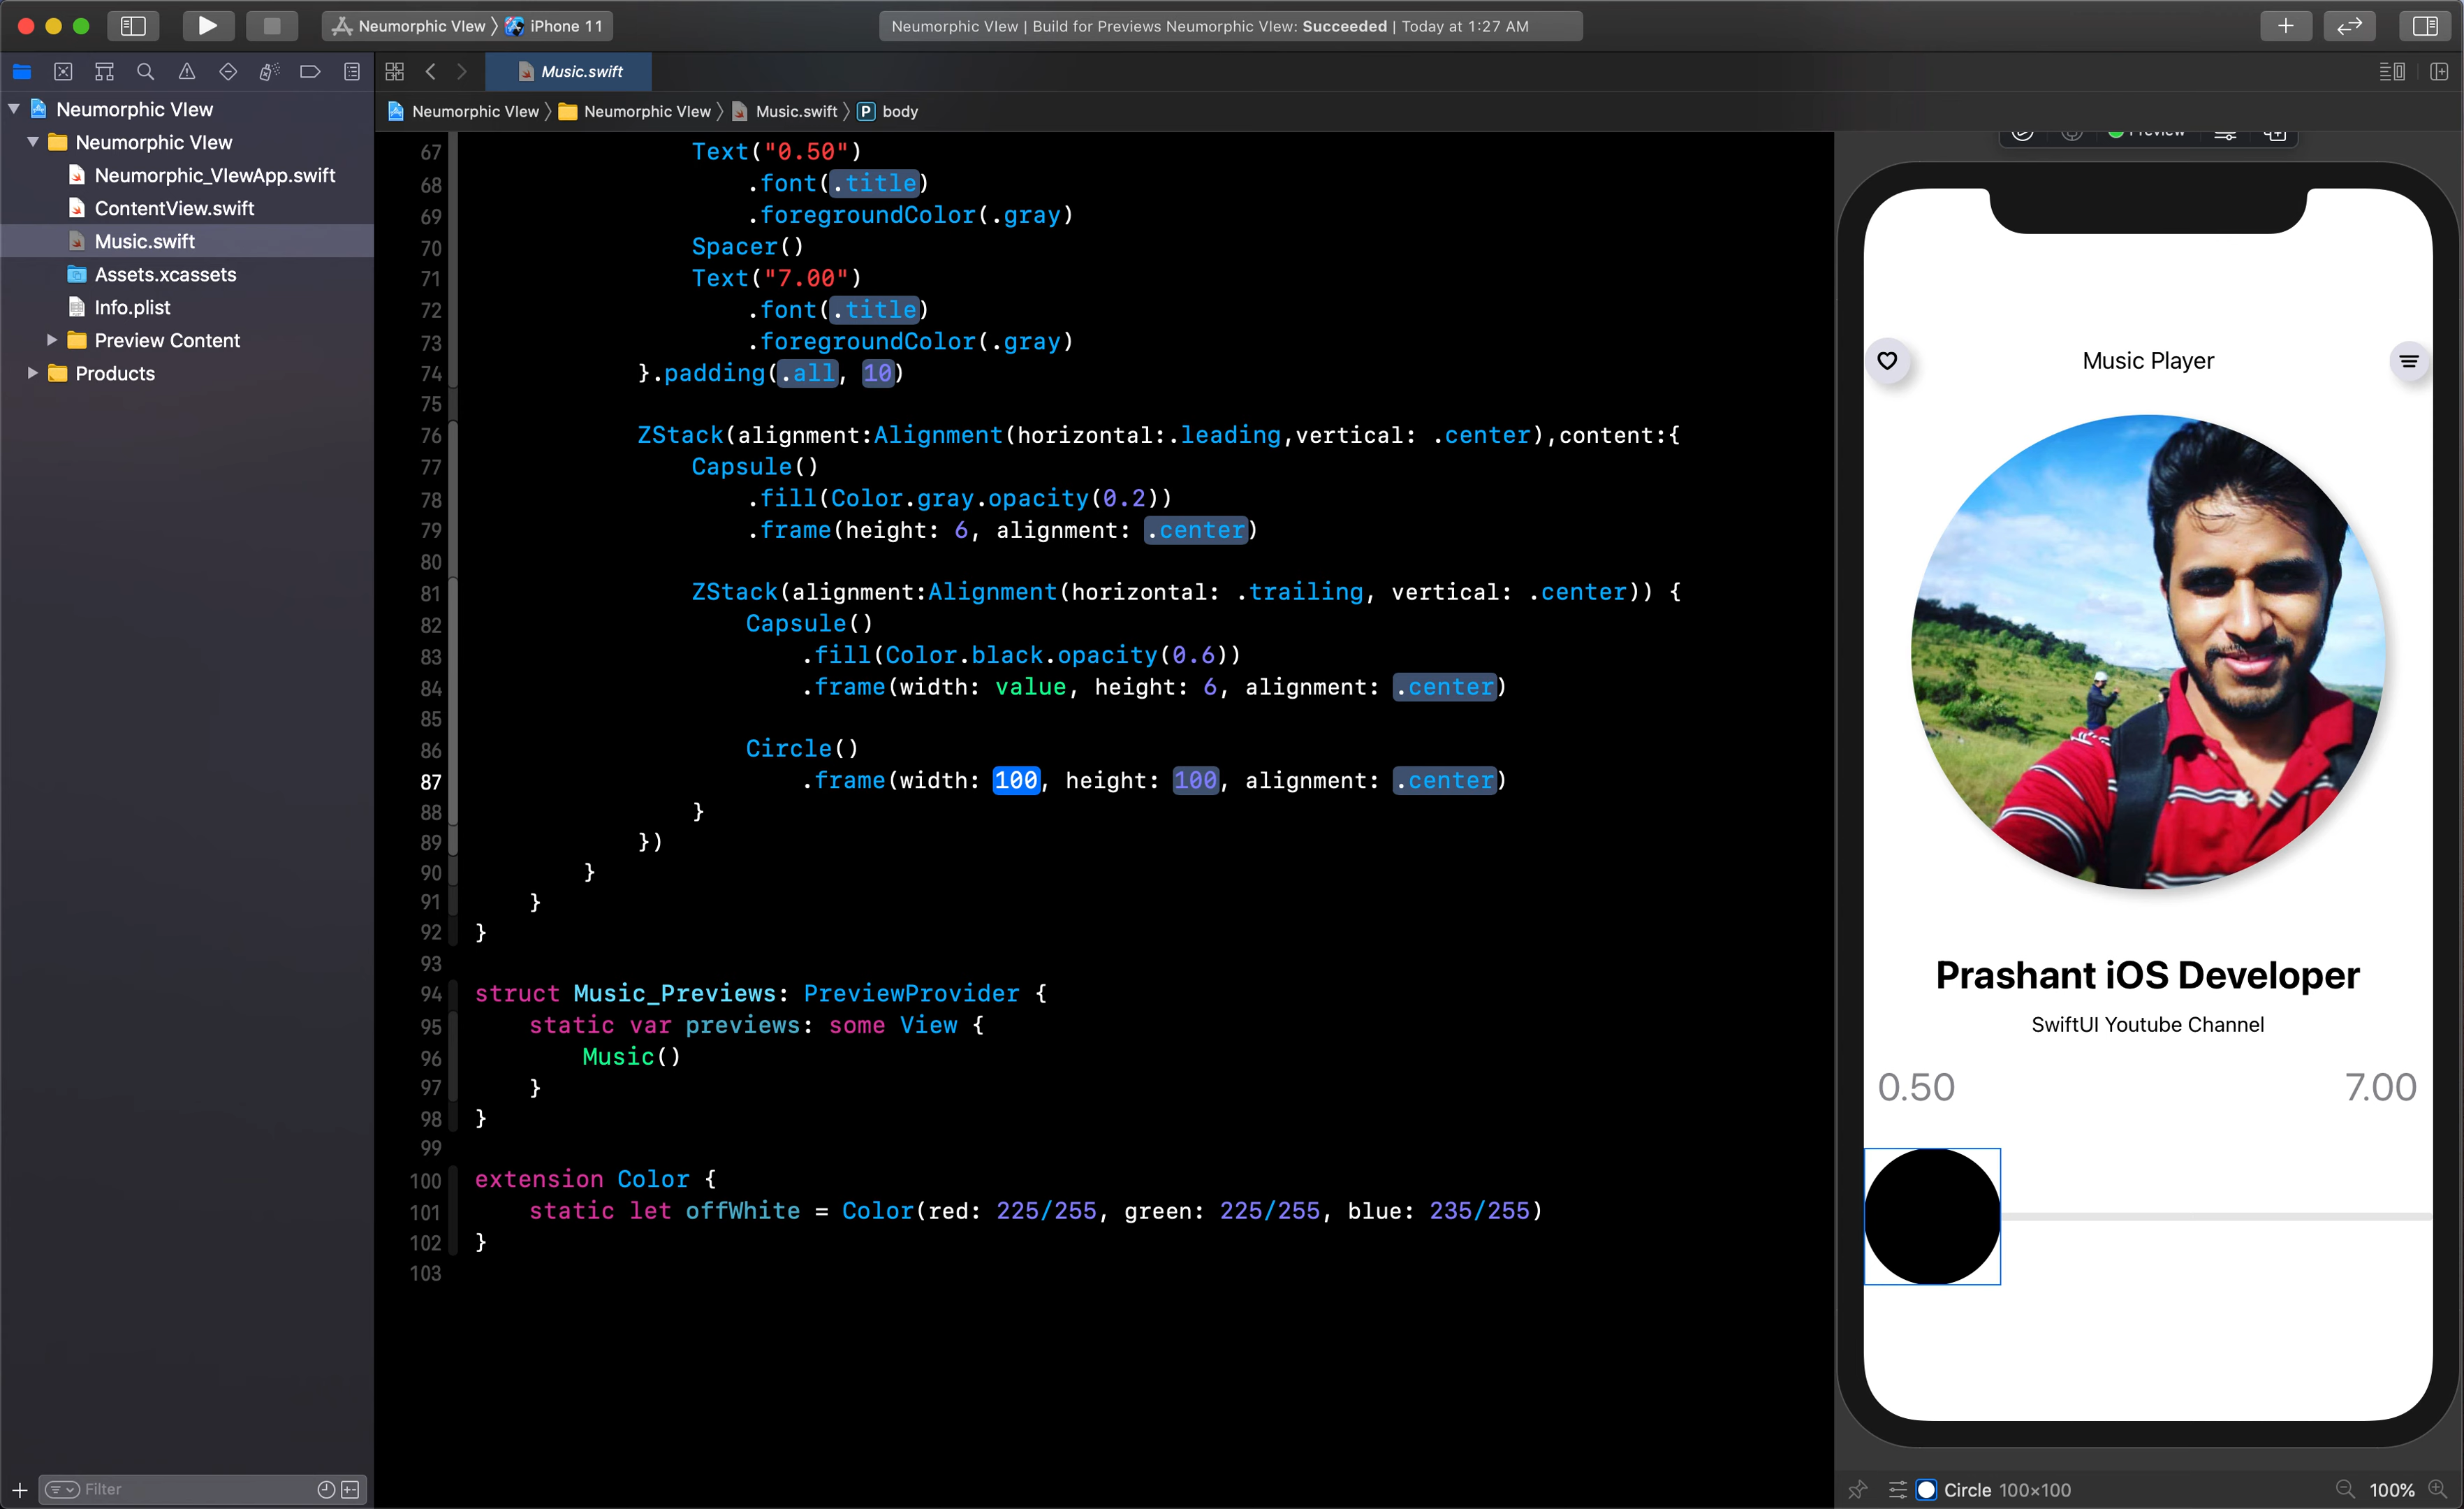 Neumorphic VIew 〉 iPhone 11
Neumorphic VIew | Build for Previews Neumorphic VIew: Succeeded | Today at 1:27 AM
Music.swift
Neumorphic VIew 〉 Neumorphic VIew 〉 Music.swift 〉 P body
Neumorphic VIew
Neumorphic VIew
Neumorphic_VIewApp.swift
ContentView.swift
Music.swift
Assets.xcassets
Info.plist
Preview Content
Products
Filter
67 Text("0.50")
68 .font(.title)
69 .foregroundColor(.gray)
70 Spacer()
71 Text("7.00")
72 .font(.title)
73 .foregroundColor(.gray)
74 }.padding(.all, 10)
75
76 ZStack(alignment:Alignment(horizontal:.leading,vertical: .center),content:{
77 Capsule()
78 .fill(Color.gray.opacity(0.2))
79 .frame(height: 6, alignment: .center)
80
81 ZStack(alignment:Alignment(horizontal: .trailing, vertical: .center)) {
82 Capsule()
83 .fill(Color.black.opacity(0.6))
84 .frame(width: value, height: 6, alignment: .center)
85
86 Circle()
87 .frame(width: 100, height: 100, alignment: .center)
88 }
89 })
90 }
91 }
92 }
93
94 struct Music_Previews: PreviewProvider {
95 static var previews: some View {
96 Music()
97 }
98 }
99
100 extension Color {
101 static let offWhite = Color(red: 225/255, green: 225/255, blue: 235/255)
102 }
103
Preview
Music Player
Prashant iOS Developer
SwiftUI Youtube Channel
0.50 7.00
Circle 100×100
100%